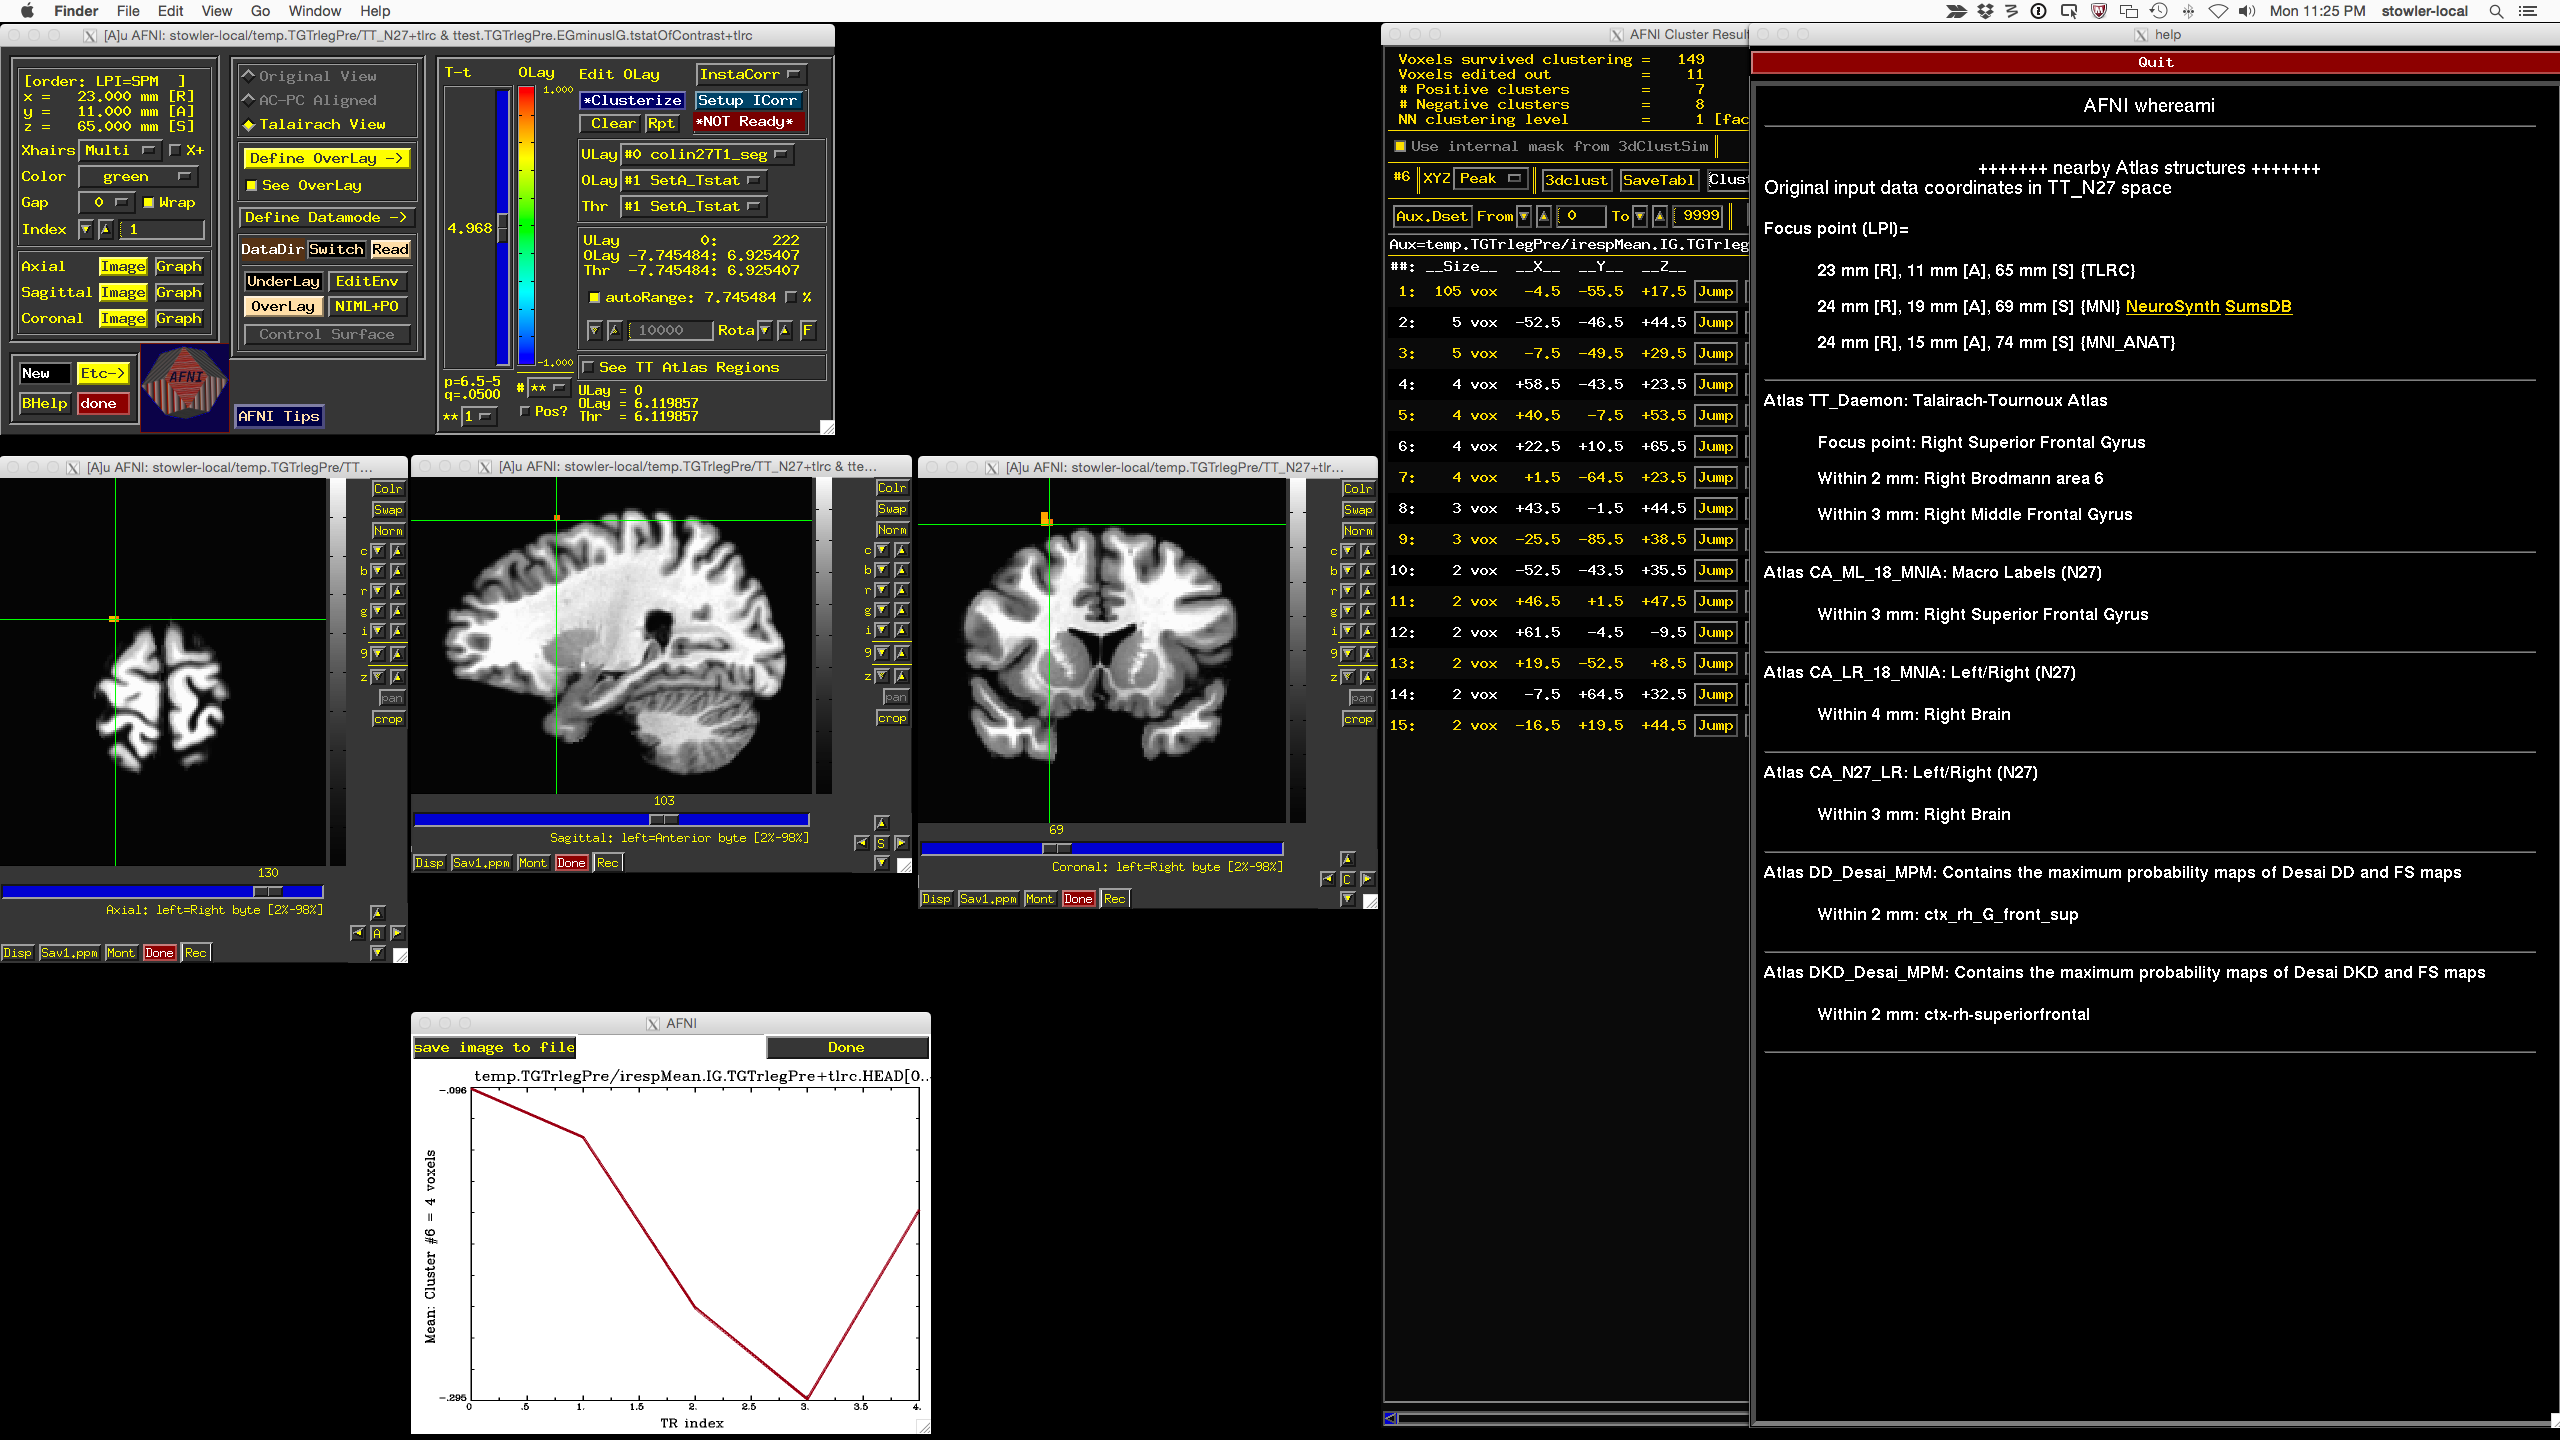 Finder File Edit View Go Window Help
Mon 11:25 PM stowler-local
[A]u AFNI: stowler-local/temp.TGTrlegPre/TT_N27+tlrc & ttest.TGTrlegPre.EGminusIG.tstatOfContrast+tlrc
[order: LPI=SPM ]
x = 23.000 mm [R]
y = 11.000 mm [A]
z = 65.000 mm [S]
Xhairs Multi X+
Color green
Gap 0 Wrap
Index 1
Axial Image Graph
Sagittal Image Graph
Coronal Image Graph
New Etc->
BHelp done
AFNI
AFNI Tips
Original View
AC-PC Aligned
Talairach View
Define OverLay ->
See OverLay
Define Datamode ->
DataDir Switch Read
UnderLay EditEnv
OverLay NIML+PO
Control Surface
T-t OLay
1.000
4.968
-1.000
p=6.5-5
q=.0500
** 1
# **
Pos?
Edit OLay InstaCorr
*Clusterize Setup ICorr
Clear Rpt *NOT Ready*
ULay #0 colin27T1_seg
OLay #1 SetA_Tstat
Thr #1 SetA_Tstat
ULay 0: 222
OLay -7.745484: 6.925407
Thr -7.745484: 6.925407
autoRange: 7.745484 %
10000 Rota F
See TT Atlas Regions
ULay = 0
OLay = 6.119857
Thr = 6.119857
[A]u AFNI: stowler-local/temp.TGTrlegPre/TT...
Colr
Swap
Norm
c
b
r
g
i
9
z
pan
crop
130
Axial: left=Right byte [2%-98%]
A
Disp Sav1.ppm Mont Done Rec
[A]u AFNI: stowler-local/temp.TGTrlegPre/TT_N27+tlrc & tte...
Colr
Swap
Norm
c
b
r
g
i
9
z
pan
crop
103
Sagittal: left=Anterior byte [2%-98%]
S
Disp Sav1.ppm Mont Done Rec
[A]u AFNI: stowler-local/temp.TGTrlegPre/TT_N27+tlr...
Colr
Swap
Norm
c
b
r
g
i
9
z
pan
crop
69
Coronal: left=Right byte [2%-98%]
C
Disp Sav1.ppm Mont Done Rec
AFNI
save image to file Done
temp.TGTrlegPre/irespMean.IG.TGTrlegPre+tlrc.HEAD[0..
-.096
Mean: Cluster #6 = 4 voxels
-.295
0 .5 1. 1.5 2. 2.5 3. 3.5 4.
TR index
AFNI Cluster Result
Voxels survived clustering = 149
Voxels edited out = 11
# Positive clusters = 7
# Negative clusters = 8
NN clustering level = 1 [fac
Use internal mask from 3dClustSim
#6 XYZ Peak 3dclust SaveTabl Clust
Aux.Dset From 0 To 9999
Aux=temp.TGTrlegPre/irespMean.IG.TGTrleg
##: __Size__ __X__ __Y__ __Z__
1: 105 vox -4.5 -55.5 +17.5 Jump
2: 5 vox -52.5 -46.5 +44.5 Jump
3: 5 vox -7.5 -49.5 +29.5 Jump
4: 4 vox +58.5 -43.5 +23.5 Jump
5: 4 vox +40.5 -7.5 +53.5 Jump
6: 4 vox +22.5 +10.5 +65.5 Jump
7: 4 vox +1.5 -64.5 +23.5 Jump
8: 3 vox +43.5 -1.5 +44.5 Jump
9: 3 vox -25.5 -85.5 +38.5 Jump
10: 2 vox -52.5 -43.5 +35.5 Jump
11: 2 vox +46.5 +1.5 +47.5 Jump
12: 2 vox +61.5 -4.5 -9.5 Jump
13: 2 vox +19.5 -52.5 +8.5 Jump
14: 2 vox -7.5 +64.5 +32.5 Jump
15: 2 vox -16.5 +19.5 +44.5 Jump
help
Quit
AFNI whereami
+++++++ nearby Atlas structures +++++++
Original input data coordinates in TT_N27 space
Focus point (LPI)=
23 mm [R], 11 mm [A], 65 mm [S] {TLRC}
24 mm [R], 19 mm [A], 69 mm [S] {MNI} NeuroSynth SumsDB
24 mm [R], 15 mm [A], 74 mm [S] {MNI_ANAT}
Atlas TT_Daemon: Talairach-Tournoux Atlas
Focus point: Right Superior Frontal Gyrus
Within 2 mm: Right Brodmann area 6
Within 3 mm: Right Middle Frontal Gyrus
Atlas CA_ML_18_MNIA: Macro Labels (N27)
Within 3 mm: Right Superior Frontal Gyrus
Atlas CA_LR_18_MNIA: Left/Right (N27)
Within 4 mm: Right Brain
Atlas CA_N27_LR: Left/Right (N27)
Within 3 mm: Right Brain
Atlas DD_Desai_MPM: Contains the maximum probability maps of Desai DD and FS maps
Within 2 mm: ctx_rh_G_front_sup
Atlas DKD_Desai_MPM: Contains the maximum probability maps of Desai DKD and FS maps
Within 2 mm: ctx-rh-superiorfrontal